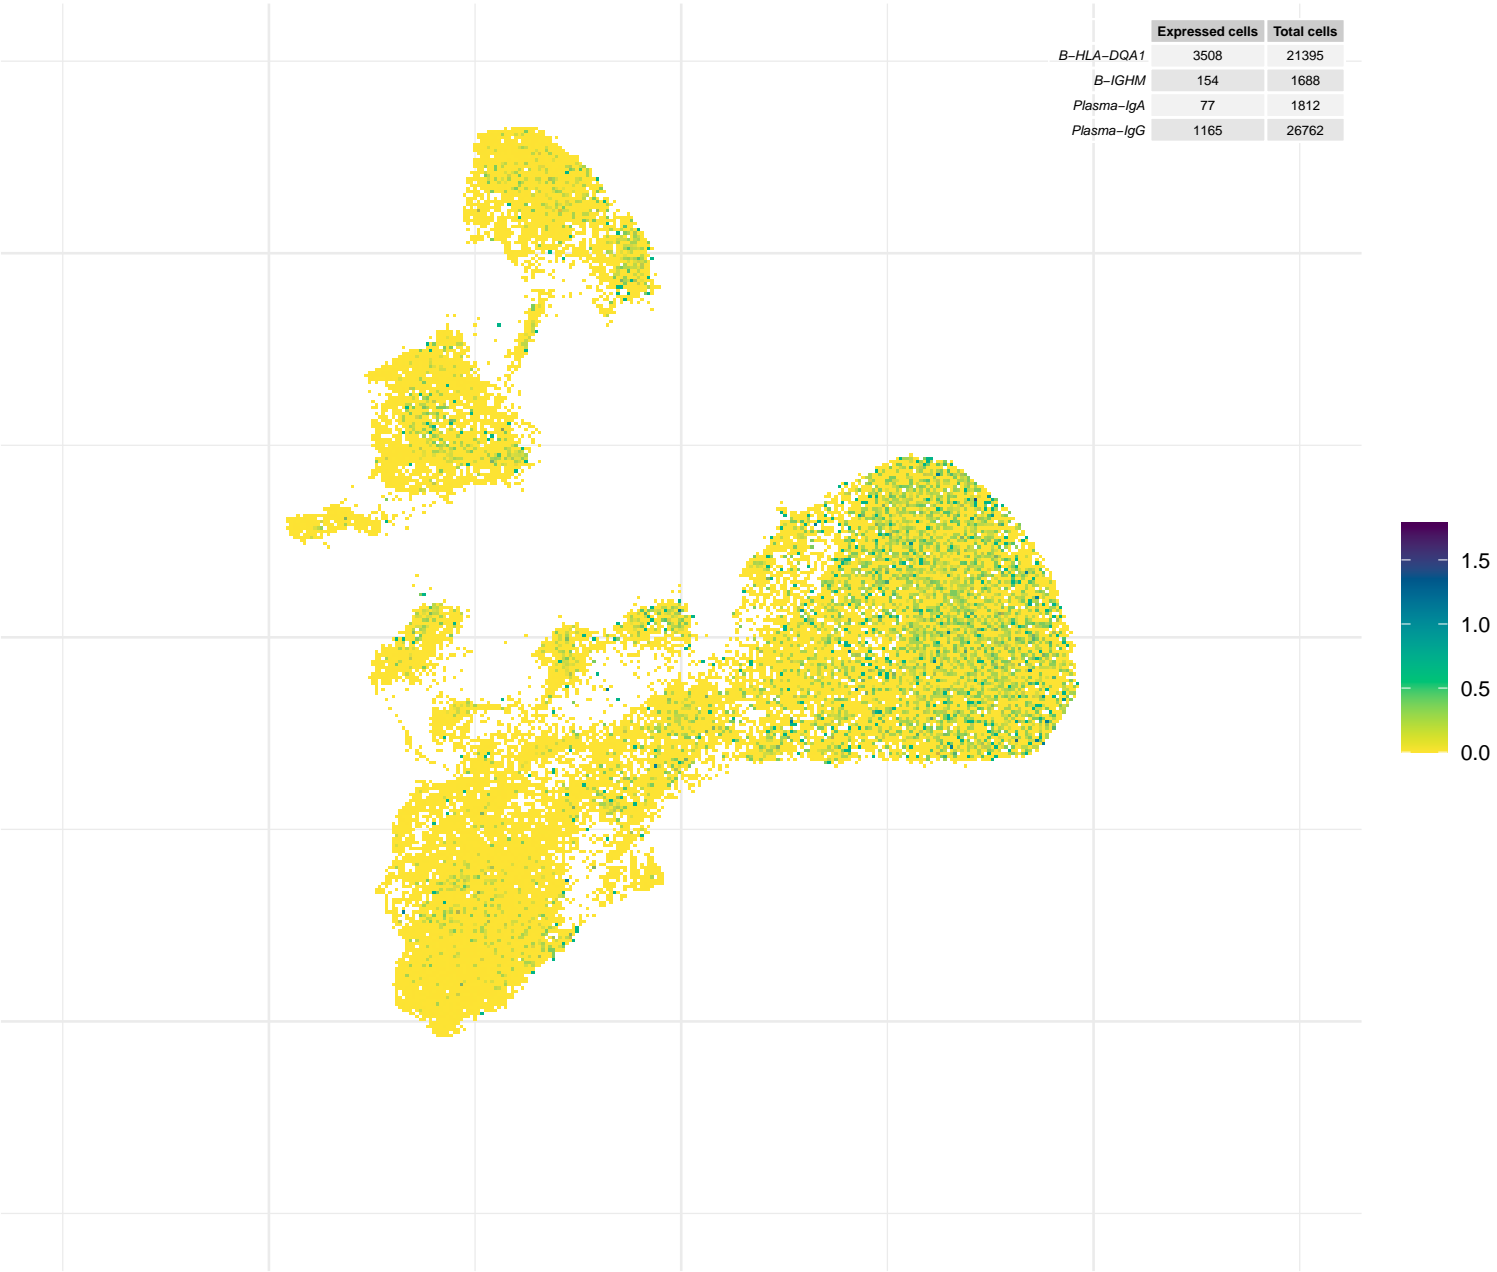 Expressed cells Total cells
B−HLA−DQA1 3508 21395
B−IGHM 154 1688
Plasma−IgA 77 1812
Plasma−IgG 1165 26762
1.5
1.0
0.5
0.0